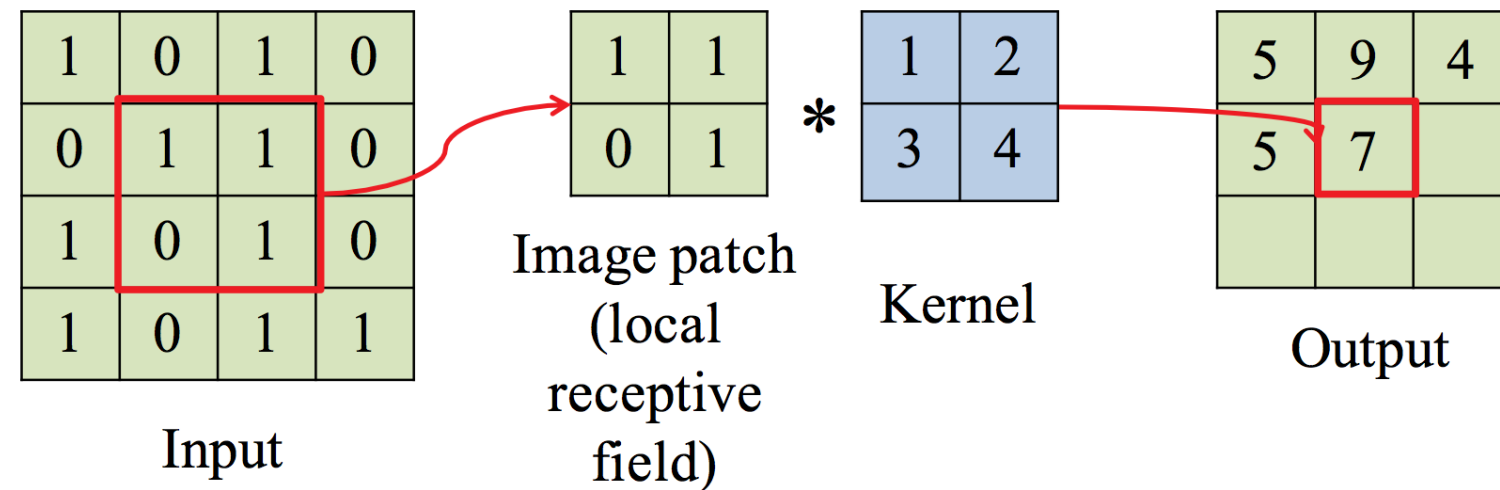 1 0 1 0
0 1 1 0
1 0 1 0
1 0 1 1
Input
1 1
0 1
Image patch
(local
receptive
field)
*
1 2
3 4
Kernel
5 9 4
5 7
Output